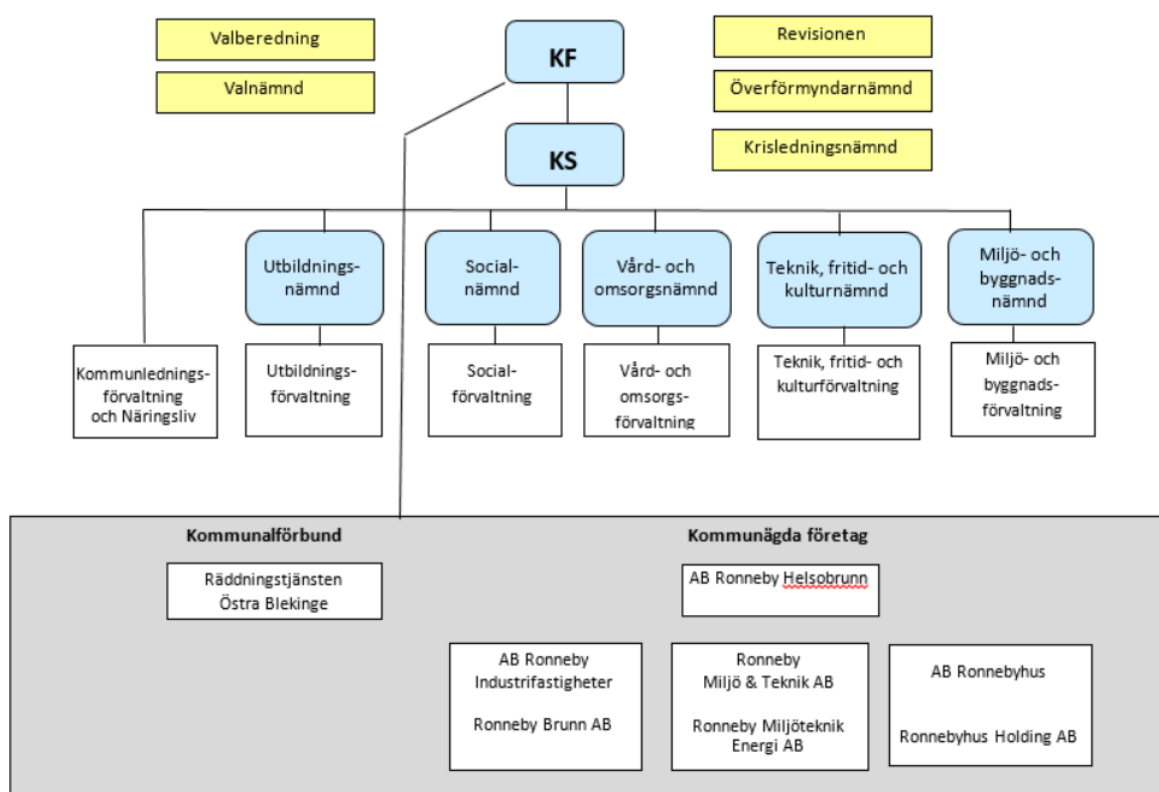 Valberedning
Valnämnd
KF
KS
Revisionen
Överförmyndarnämnd
Krisledningsnämnd
Utbildnings-
nämnd
Social-
nämnd
Vård- och
omsorgsnämnd
Teknik, fritid- och
kulturnämnd
Miljö- och
byggnads-
nämnd
Kommunlednings-
förvaltning
och Näringsliv
Utbildnings-
förvaltning
Social-
förvaltning
Vård- och
omsorgs-
förvaltning
Teknik, fritid- och
kulturförvaltning
Miljö- och
byggnads-
förvaltning
Kommunalförbund
Räddningstjänsten
Östra Blekinge
Kommunägda företag
AB Ronneby Helsobrunn
AB Ronneby
Industrifastigheter
Ronneby Brunn AB
Ronneby
Miljö & Teknik AB
Ronneby Miljöteknik
Energi AB
AB Ronnebyhus
Ronnebyhus Holding AB